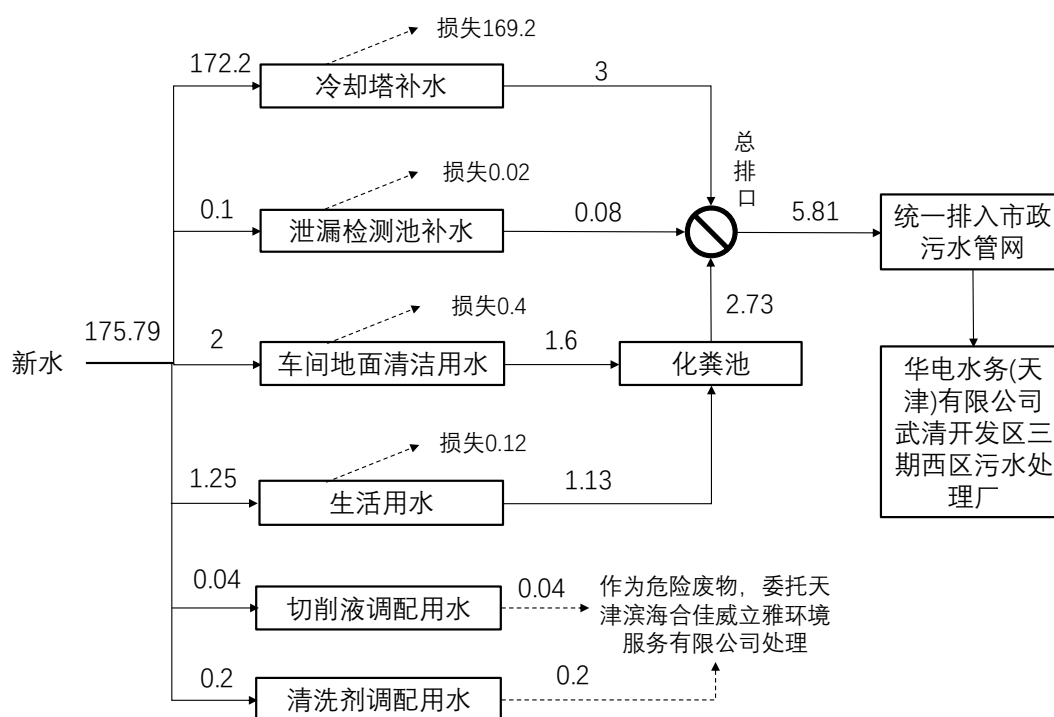 损失169.2
172.2
冷却塔补水
3
总
排
口
损失0.02
0.1
泄漏检测池补水
0.08
5.81
统一排入市政
污水管网
损失0.4
2.73
175.79
新水
2
车间地面清洁用水
1.6
化粪池
华电水务(天
津)有限公司
武清开发区三
期西区污水处
理厂
损失0.12
1.25
生活用水
1.13
0.04
切削液调配用水
0.04
作为危险废物，委托天
津滨海合佳威立雅环境
服务有限公司处理
0.2
清洗剂调配用水
0.2